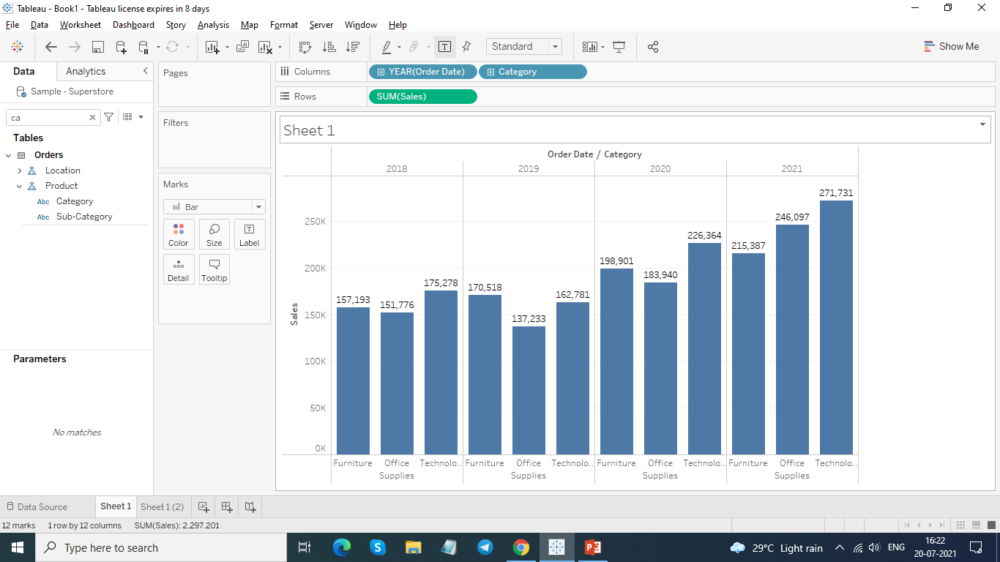 Tableau - Book1 - Tableau license expires in 8 days
File Data Worksheet Dashboard Story Analysis Map Format Server Window Help
Standard
Show Me
Data Analytics
Sample - Superstore
ca
Tables
Orders
Location
Product
Abc Category
Abc Sub-Category
Parameters
No matches
Pages
Filters
Marks
Bar
Color Size Label
Detail Tooltip
Columns YEAR(Order Date) Category
Rows SUM(Sales)
Sheet 1
Order Date / Category
2018 2019 2020 2021
Sales
250K
200K
150K
100K
50K
0K
157,193 151,776 175,278 170,518 137,233 162,781 198,901 183,940 226,364 215,387 246,097 271,731
Furniture Office Technolo.. Furniture Office Technolo.. Furniture Office Technolo.. Furniture Office Technolo..
Supplies Supplies Supplies Supplies
Data Source Sheet 1 Sheet 1 (2)
12 marks 1 row by 12 columns SUM(Sales): 2,297,201
Type here to search
29°C Light rain ENG 16:22
20-07-2021